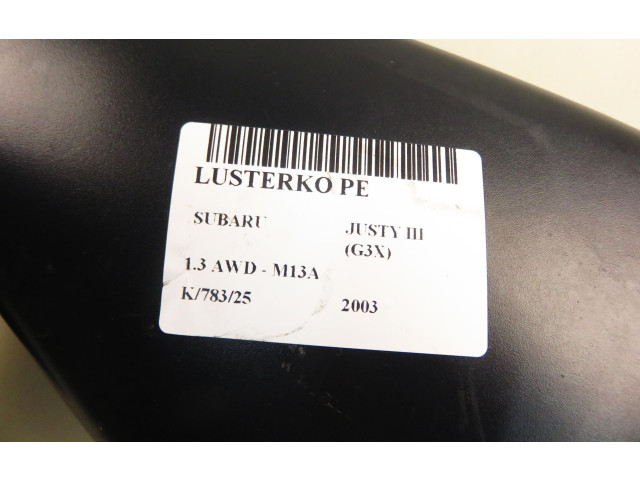 LUSTERKO PE
SUBARU JUSTY III
(G3X)
1.3 AWD - M13A
K/783/25 2003